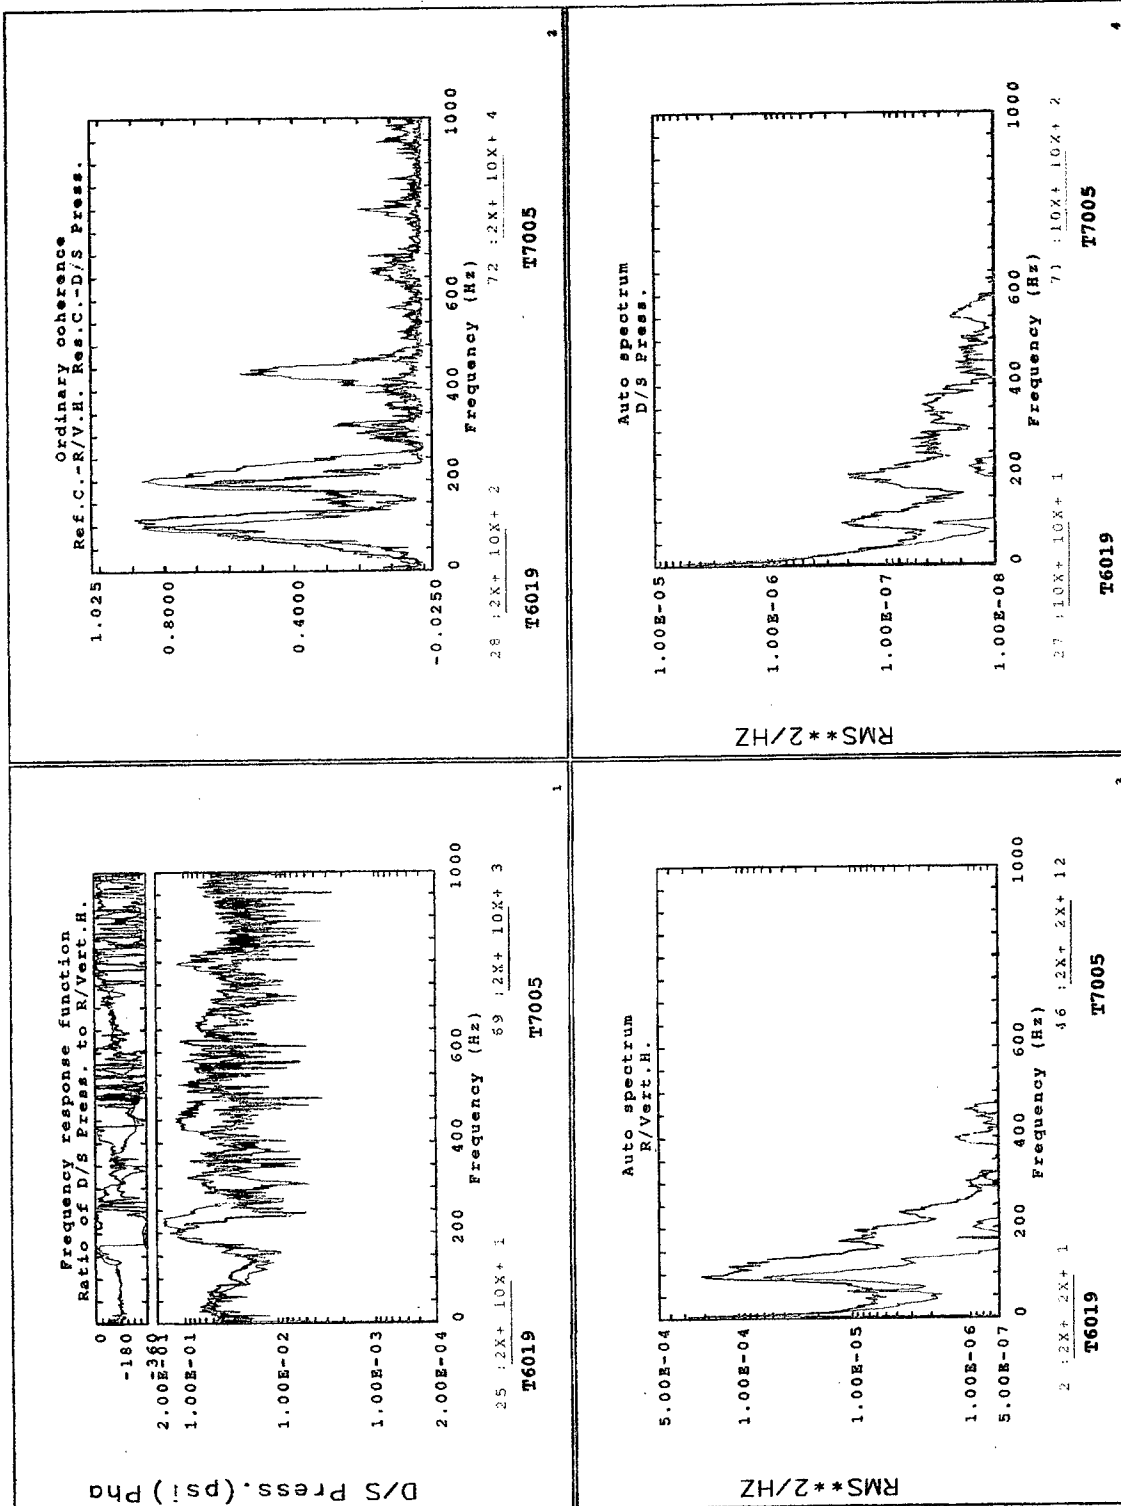 Frequency response function
Ratio of D/S Press. to R/Vert.H.
D/S Press.(psi) Pha
0
-180
-360
2.00E-01
1.00E-01
1.00E-02
1.00E-03
2.00E-04
0 200 400 600 1000
Frequency (Hz)
25 :2X+ 10X+ 1
69 :2X+ 10X+ 3
T6019
T7005
1
Ordinary coherence
Ref.C.-R/V.H. Res.C.-D/S Press.
1.025
0.8000
0.4000
-0.0250
0 200 400 600 1000
Frequency (Hz)
28 :2X+ 10X+ 2
72 :2X+ 10X+ 4
T6019
T7005
2
Auto spectrum
R/Vert.H.
RMS**2/HZ
5.00E-04
1.00E-04
1.00E-05
1.00E-06
5.00E-07
0 200 400 600 1000
Frequency (Hz)
2 :2X+ 2X+ 1
46 :2X+ 2X+ 12
T6019
T7005
Auto spectrum
D/S Press.
RMS**2/HZ
1.00E-05
1.00E-06
1.00E-07
1.00E-08
0 200 400 600 1000
Frequency (Hz)
27 :10X+ 10X+ 1
71 :10X+ 10X+ 2
T6019
T7005
4